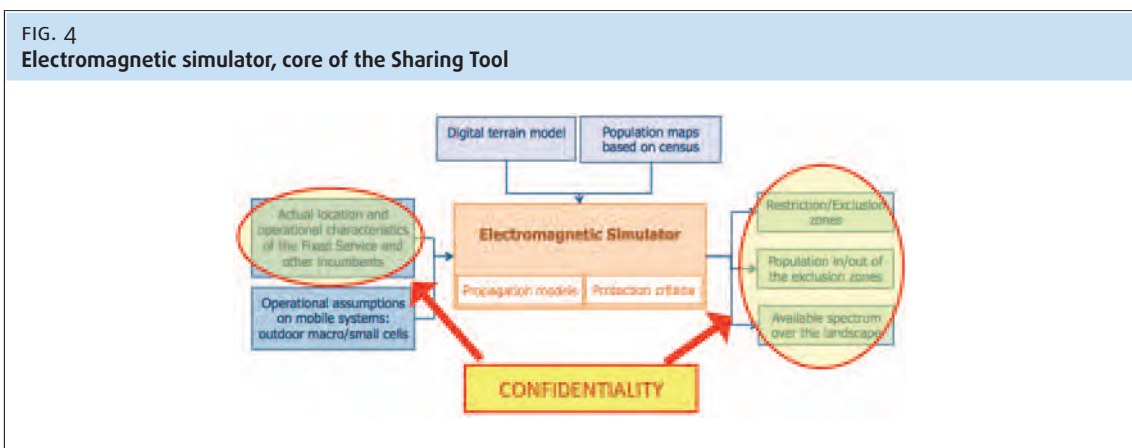 FIG. 4
Electromagnetic simulator, core of the Sharing Tool
Digital terrain model
Population maps
based on census
Actual location and
operational characteristics
of the Fixed Service and
other incumbents
Operational assumptions
on mobile systems:
outdoor macro/small cells
Electromagnetic Simulator
Propagation models
Protection criteria
Restriction/Exclusion
zones
Population in/out of
the exclusion zones
Available spectrum
over the landscape
CONFIDENTIALITY